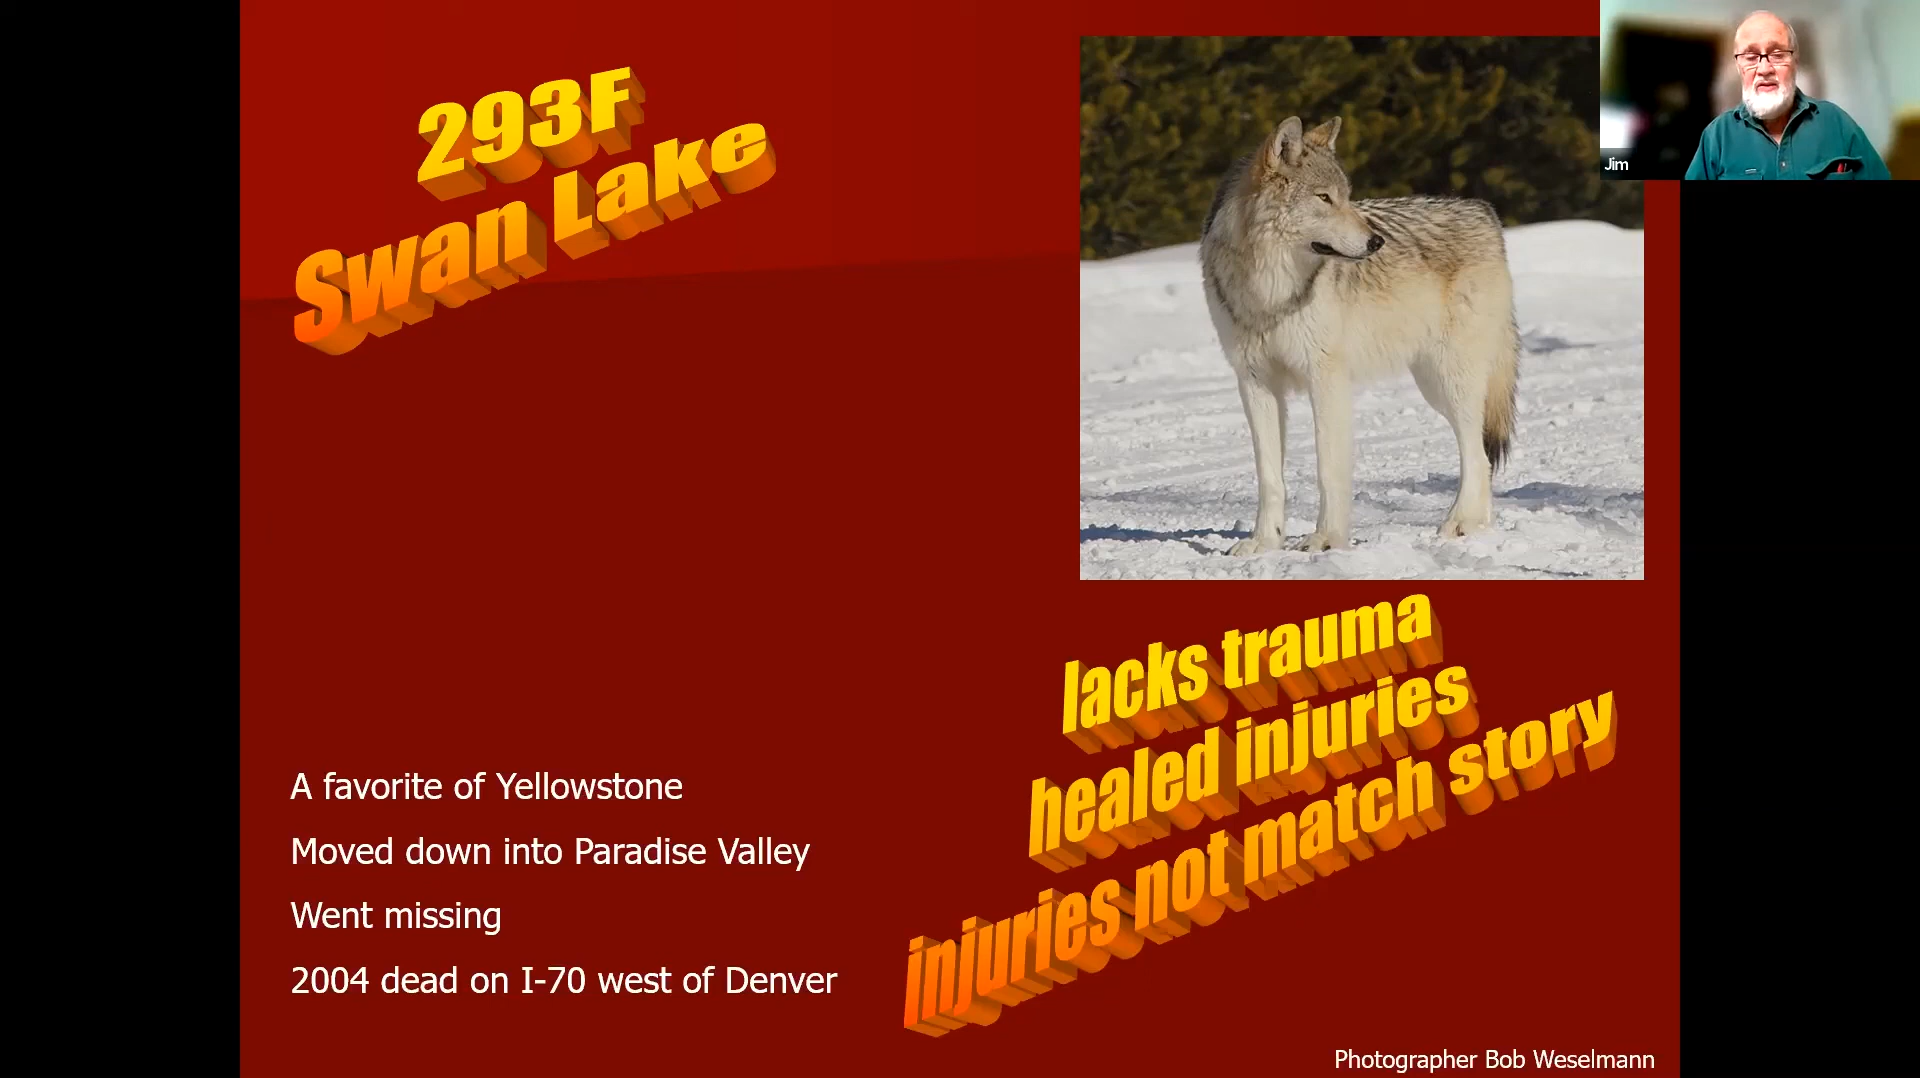 293F
Swan Lake
Jim
lacks trauma
healed injuries
injuries not match story
A favorite of Yellowstone
Moved down into Paradise Valley
Went missing
2004 dead on I-70 west of Denver
Photographer Bob Weselmann